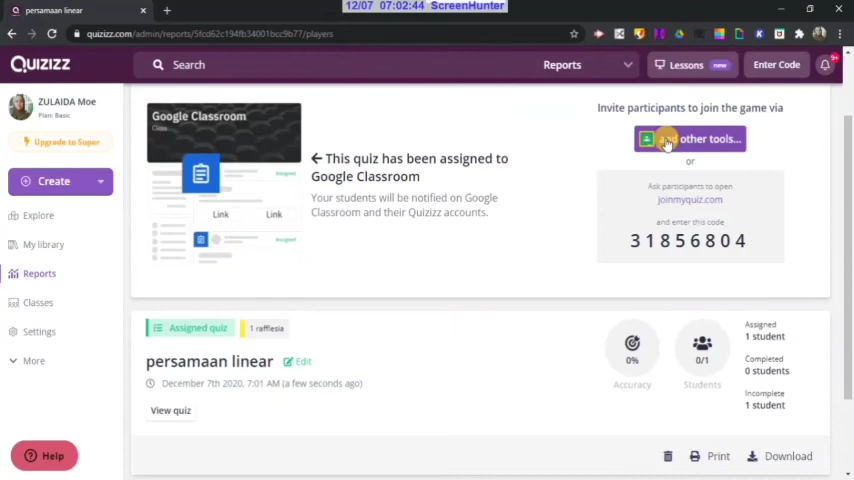 12/07 07:02:44 ScreenHunter
persamaan linear
quizizz.com/admin/reports/5fcd62c194fb34001bcc9b77/players
QUIZIZZ
Search
Reports
Lessons new
Enter Code
9+
ZULAIDA Moe
Plan: Basic
Upgrade to Super
Create
Explore
My library
Reports
Classes
Settings
More
Help
Google Classroom
Class
Assigned
Link Link
Assigned
This quiz has been assigned to
Google Classroom
Your students will be notified on Google
Classroom and their Quizizz accounts.
Invite participants to join the game via
and other tools...
or
Ask participants to open
joinmyquiz.com
and enter this code
31856804
Assigned quiz
1 rafflesia
persamaan linear
Edit
December 7th 2020, 7:01 AM (a few seconds ago)
View quiz
0%
Accuracy
0/1
Students
Assigned
1 student
Completed
0 students
Incomplete
1 student
Print
Download